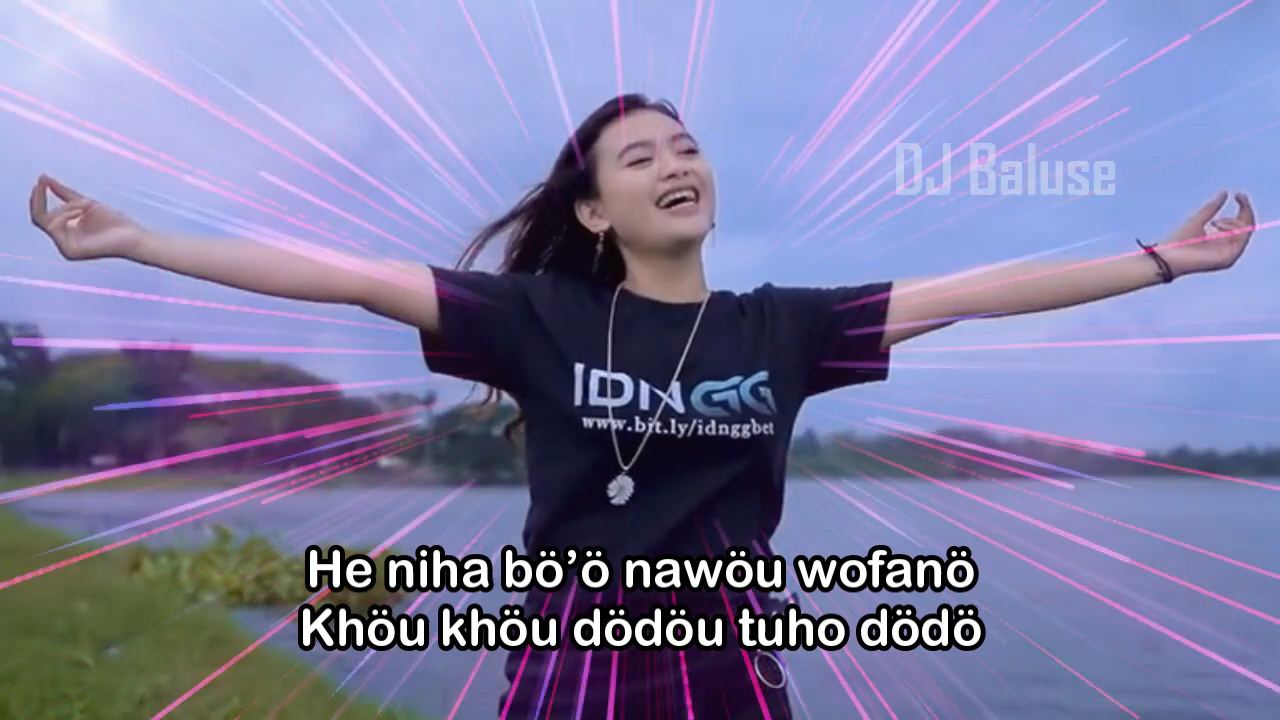 DJ Baluse
IDNGG
www.bit.ly/idnggbet
He niha bö’ö nawöu wofanö
Khöu khöu dödöu tuho dödö